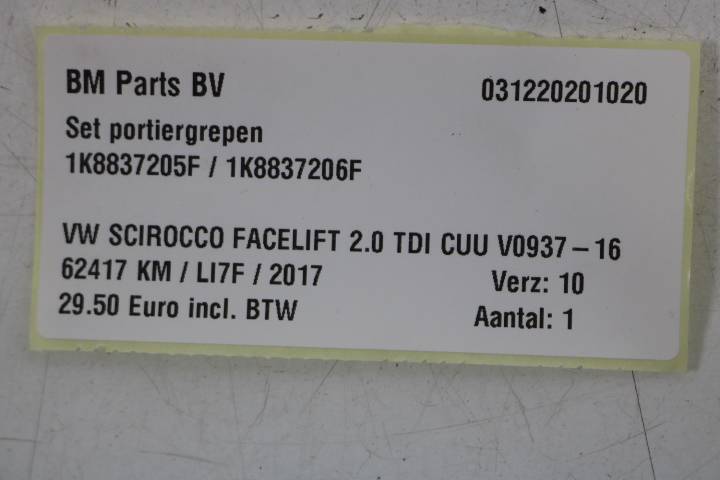 BM Parts BV 031220201020
Set portiergrepen
1K8837205F / 1K8837206F
VW SCIROCCO FACELIFT 2.0 TDI CUU V0937 – 16
62417 KM / LI7F / 2017 Verz: 10
29.50 Euro incl. BTW Aantal: 1